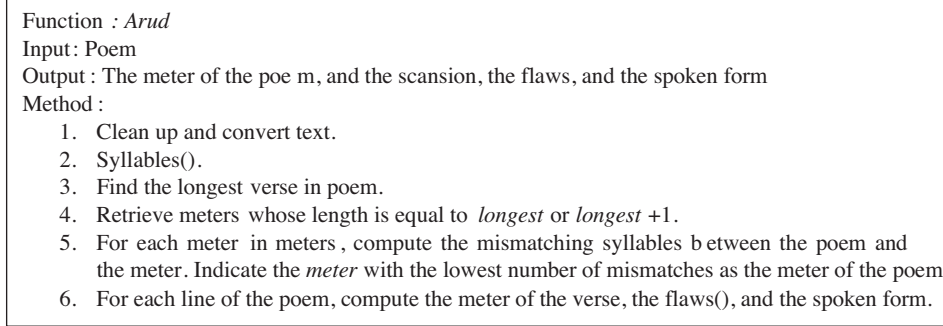 Function : Arud
Input: Poem
Output : The meter of the poe m, and the scansion, the flaws, and the spoken form
Method :
1. Clean up and convert text.
2. Syllables().
3. Find the longest verse in poem.
4. Retrieve meters whose length is equal to longest or longest +1.
5. For each meter in meters , compute the mismatching syllables b etween the poem and
the meter. Indicate the meter with the lowest number of mismatches as the meter of the poem
6. For each line of the poem, compute the meter of the verse, the flaws(), and the spoken form.